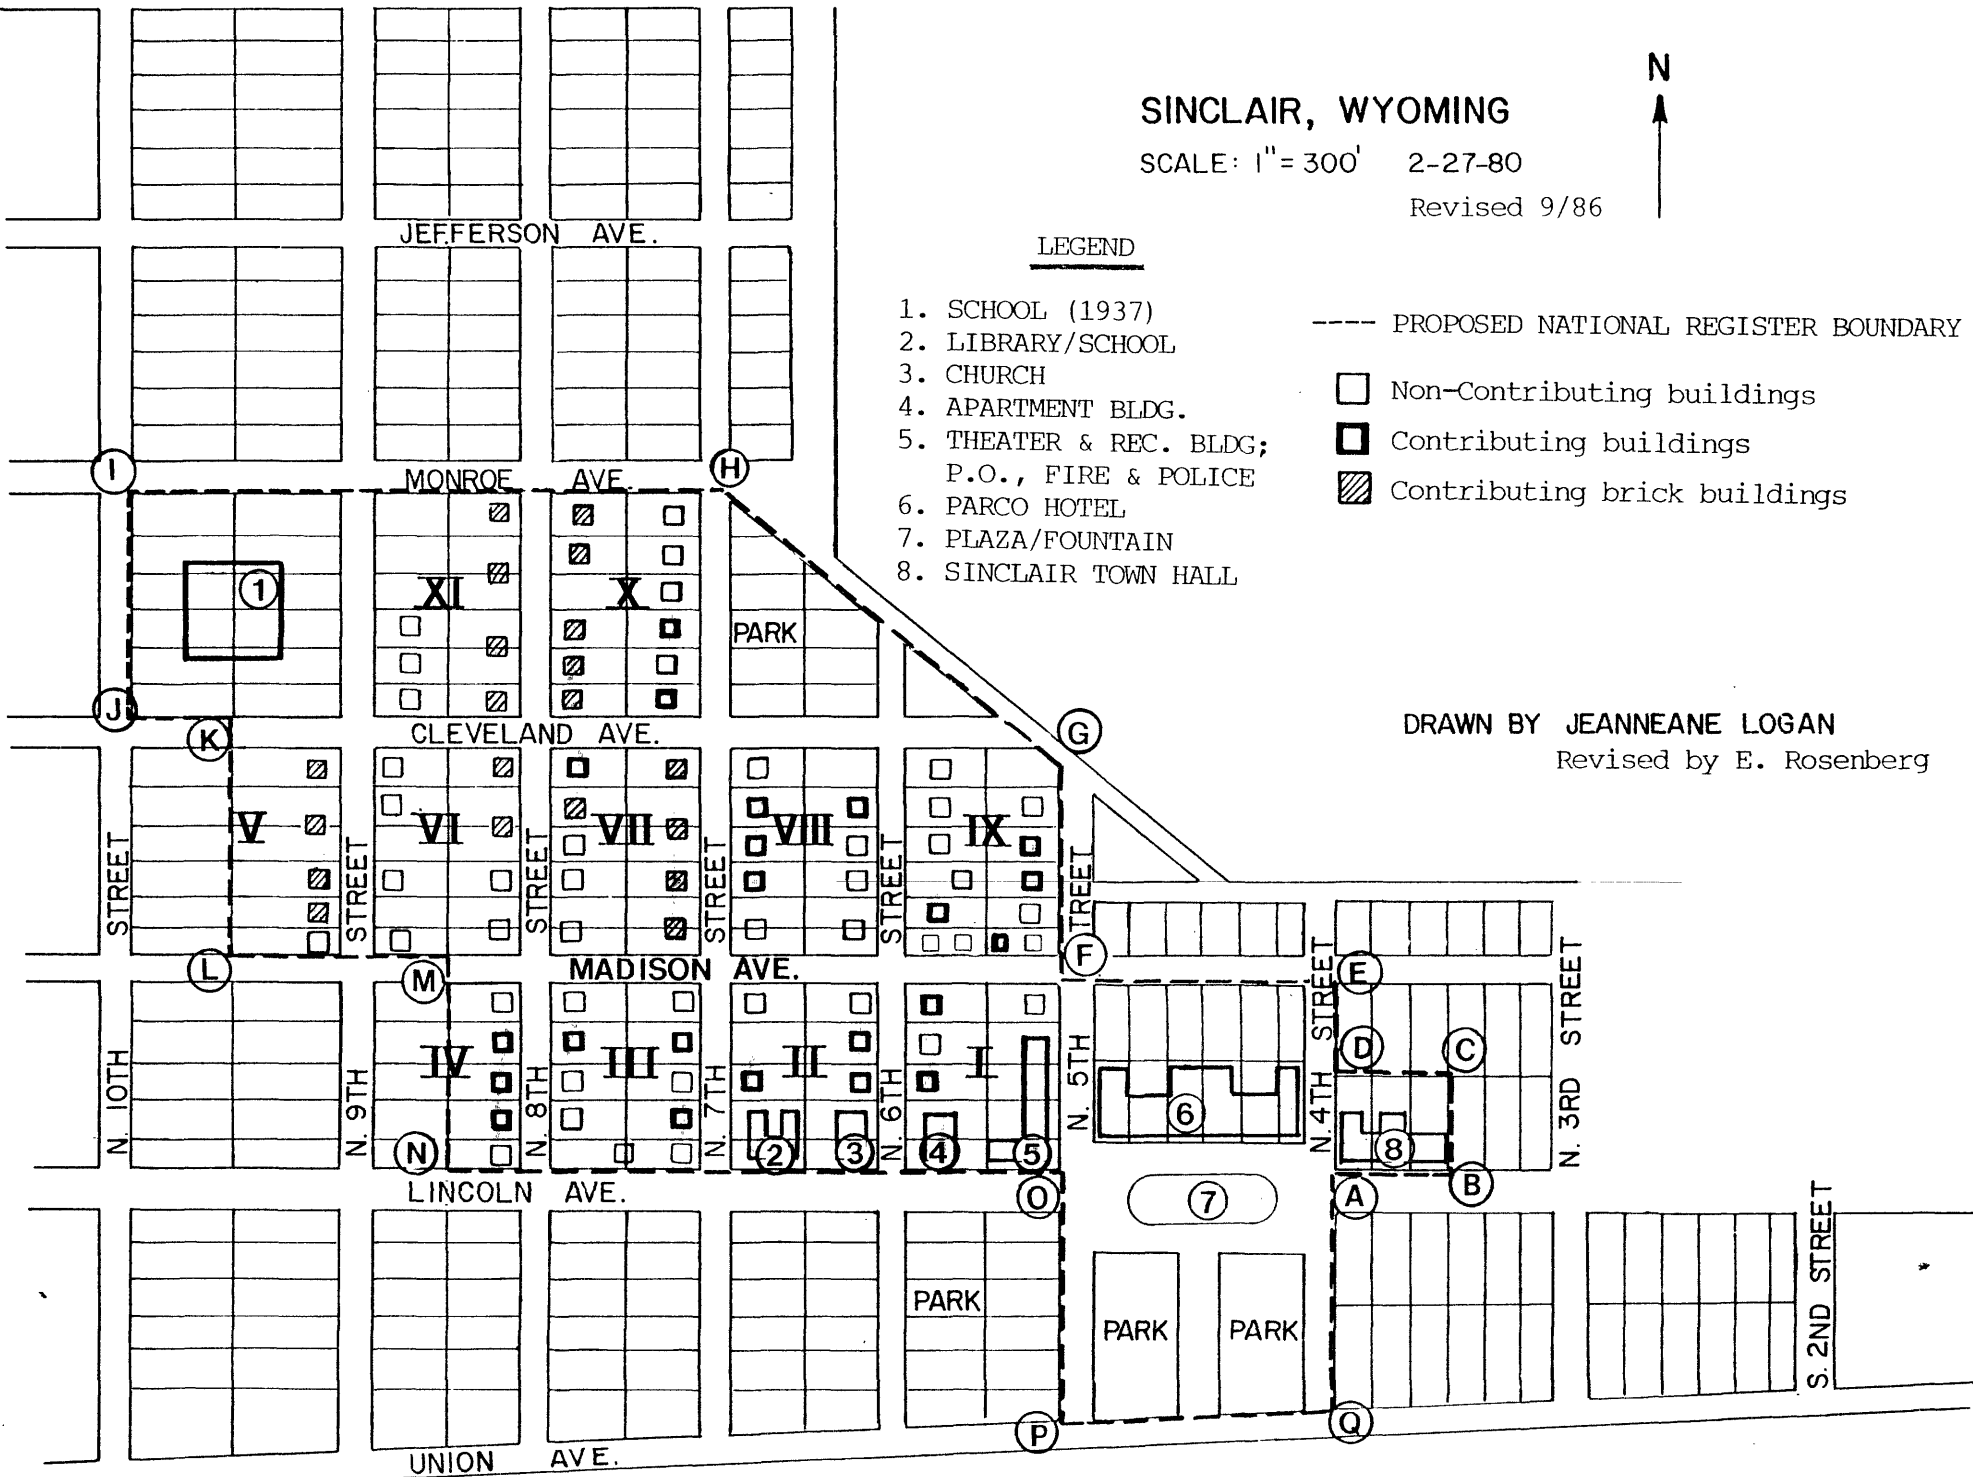 N
SINCLAIR, WYOMING
SCALE: 1" = 300' 2-27-80
Revised 9/86
JEFFERSON AVE.
LEGEND
1. SCHOOL (1937)
2. LIBRARY/SCHOOL
3. CHURCH
4. APARTMENT BLDG.
5. THEATER & REC. BLDG;
P.O., FIRE & POLICE
6. PARCO HOTEL
7. PLAZA/FOUNTAIN
8. SINCLAIR TOWN HALL
PROPOSED NATIONAL REGISTER BOUNDARY
Non-Contributing buildings
Contributing buildings
Contributing brick buildings
I
MONROE AVE.
H
1
XI
X
PARK
J
K
CLEVELAND AVE.
G
DRAWN BY JEANNEANE LOGAN
Revised by E. Rosenberg
V
VI
VII
VIII
IX
N. 10TH STREET
N. 9TH STREET
N. 8TH STREET
N. 7TH STREET
N. 6TH STREET
N. 5TH STREET
N. 4TH STREET
N. 3RD STREET
L
M
MADISON AVE.
F
E
D
C
IV
III
II
I
6
8
N
2
3
4
5
LINCOLN AVE.
O
7
A
B
PARK
PARK
PARK
S. 2ND STREET
P
Q
UNION AVE.